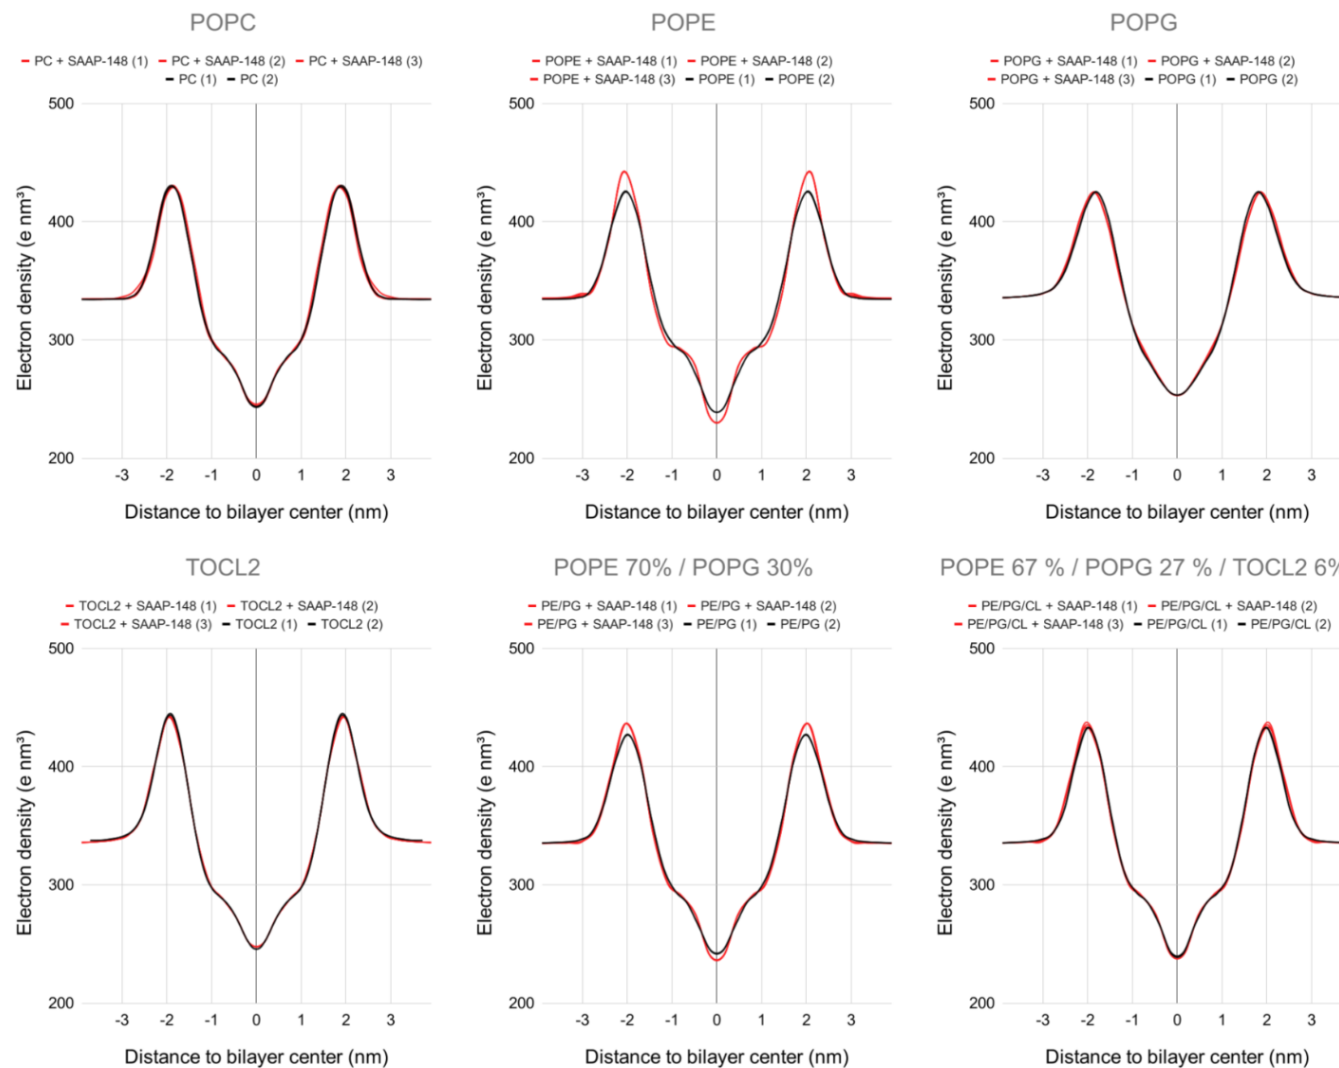 POPC
PC + SAAP-148 (1) PC + SAAP-148 (2) PC + SAAP-148 (3)
PC (1) PC (2)
Electron density (e nm³)
500
400
300
200
-3 -2 -1 0 1 2 3
Distance to bilayer center (nm)
POPE
POPE + SAAP-148 (1) POPE + SAAP-148 (2)
POPE + SAAP-148 (3) POPE (1) POPE (2)
Electron density (e nm³)
500
400
300
200
-3 -2 -1 0 1 2 3
Distance to bilayer center (nm)
POPG
POPG + SAAP-148 (1) POPG + SAAP-148 (2)
POPG + SAAP-148 (3) POPG (1) POPG (2)
Electron density (e nm³)
500
400
300
200
-3 -2 -1 0 1 2 3
Distance to bilayer center (nm)
TOCL2
TOCL2 + SAAP-148 (1) TOCL2 + SAAP-148 (2)
TOCL2 + SAAP-148 (3) TOCL2 (1) TOCL2 (2)
Electron density (e nm³)
500
400
300
200
-3 -2 -1 0 1 2 3
Distance to bilayer center (nm)
POPE 70% / POPG 30%
PE/PG + SAAP-148 (1) PE/PG + SAAP-148 (2)
PE/PG + SAAP-148 (3) PE/PG (1) PE/PG (2)
Electron density (e nm³)
500
400
300
200
-3 -2 -1 0 1 2 3
Distance to bilayer center (nm)
POPE 67 % / POPG 27 % / TOCL2 6%
PE/PG/CL + SAAP-148 (1) PE/PG/CL + SAAP-148 (2)
PE/PG/CL + SAAP-148 (3) PE/PG/CL (1) PE/PG/CL (2)
Electron density (e nm³)
500
400
300
200
-3 -2 -1 0 1 2 3
Distance to bilayer center (nm)